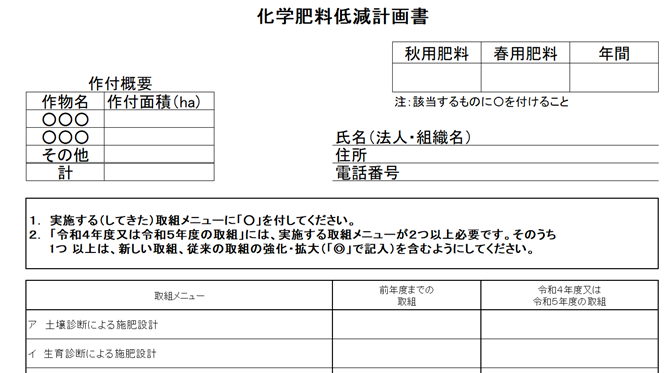 化学肥料低減計画書
秋用肥料 春用肥料 年間
注：該当するものに○を付けること
作付概要
作物名 作付面積（ha）
○○○
○○○
その他
計
氏名（法人・組織名）
住所
電話番号
1. 実施する（してきた）取組メニューに「○」を付してください。
2. 「令和４年度又は令和５年度の取組」には、実施する取組メニューが２つ以上必要です。そのうち
1つ 以上は、新しい取組、従来の取組の強化・拡大（「◎」で記入）を含むようにしてください。
取組メニュー 前年度までの取組 令和４年度又は令和５年度の取組
ア 土壌診断による施肥設計
イ 生育診断による施肥設計